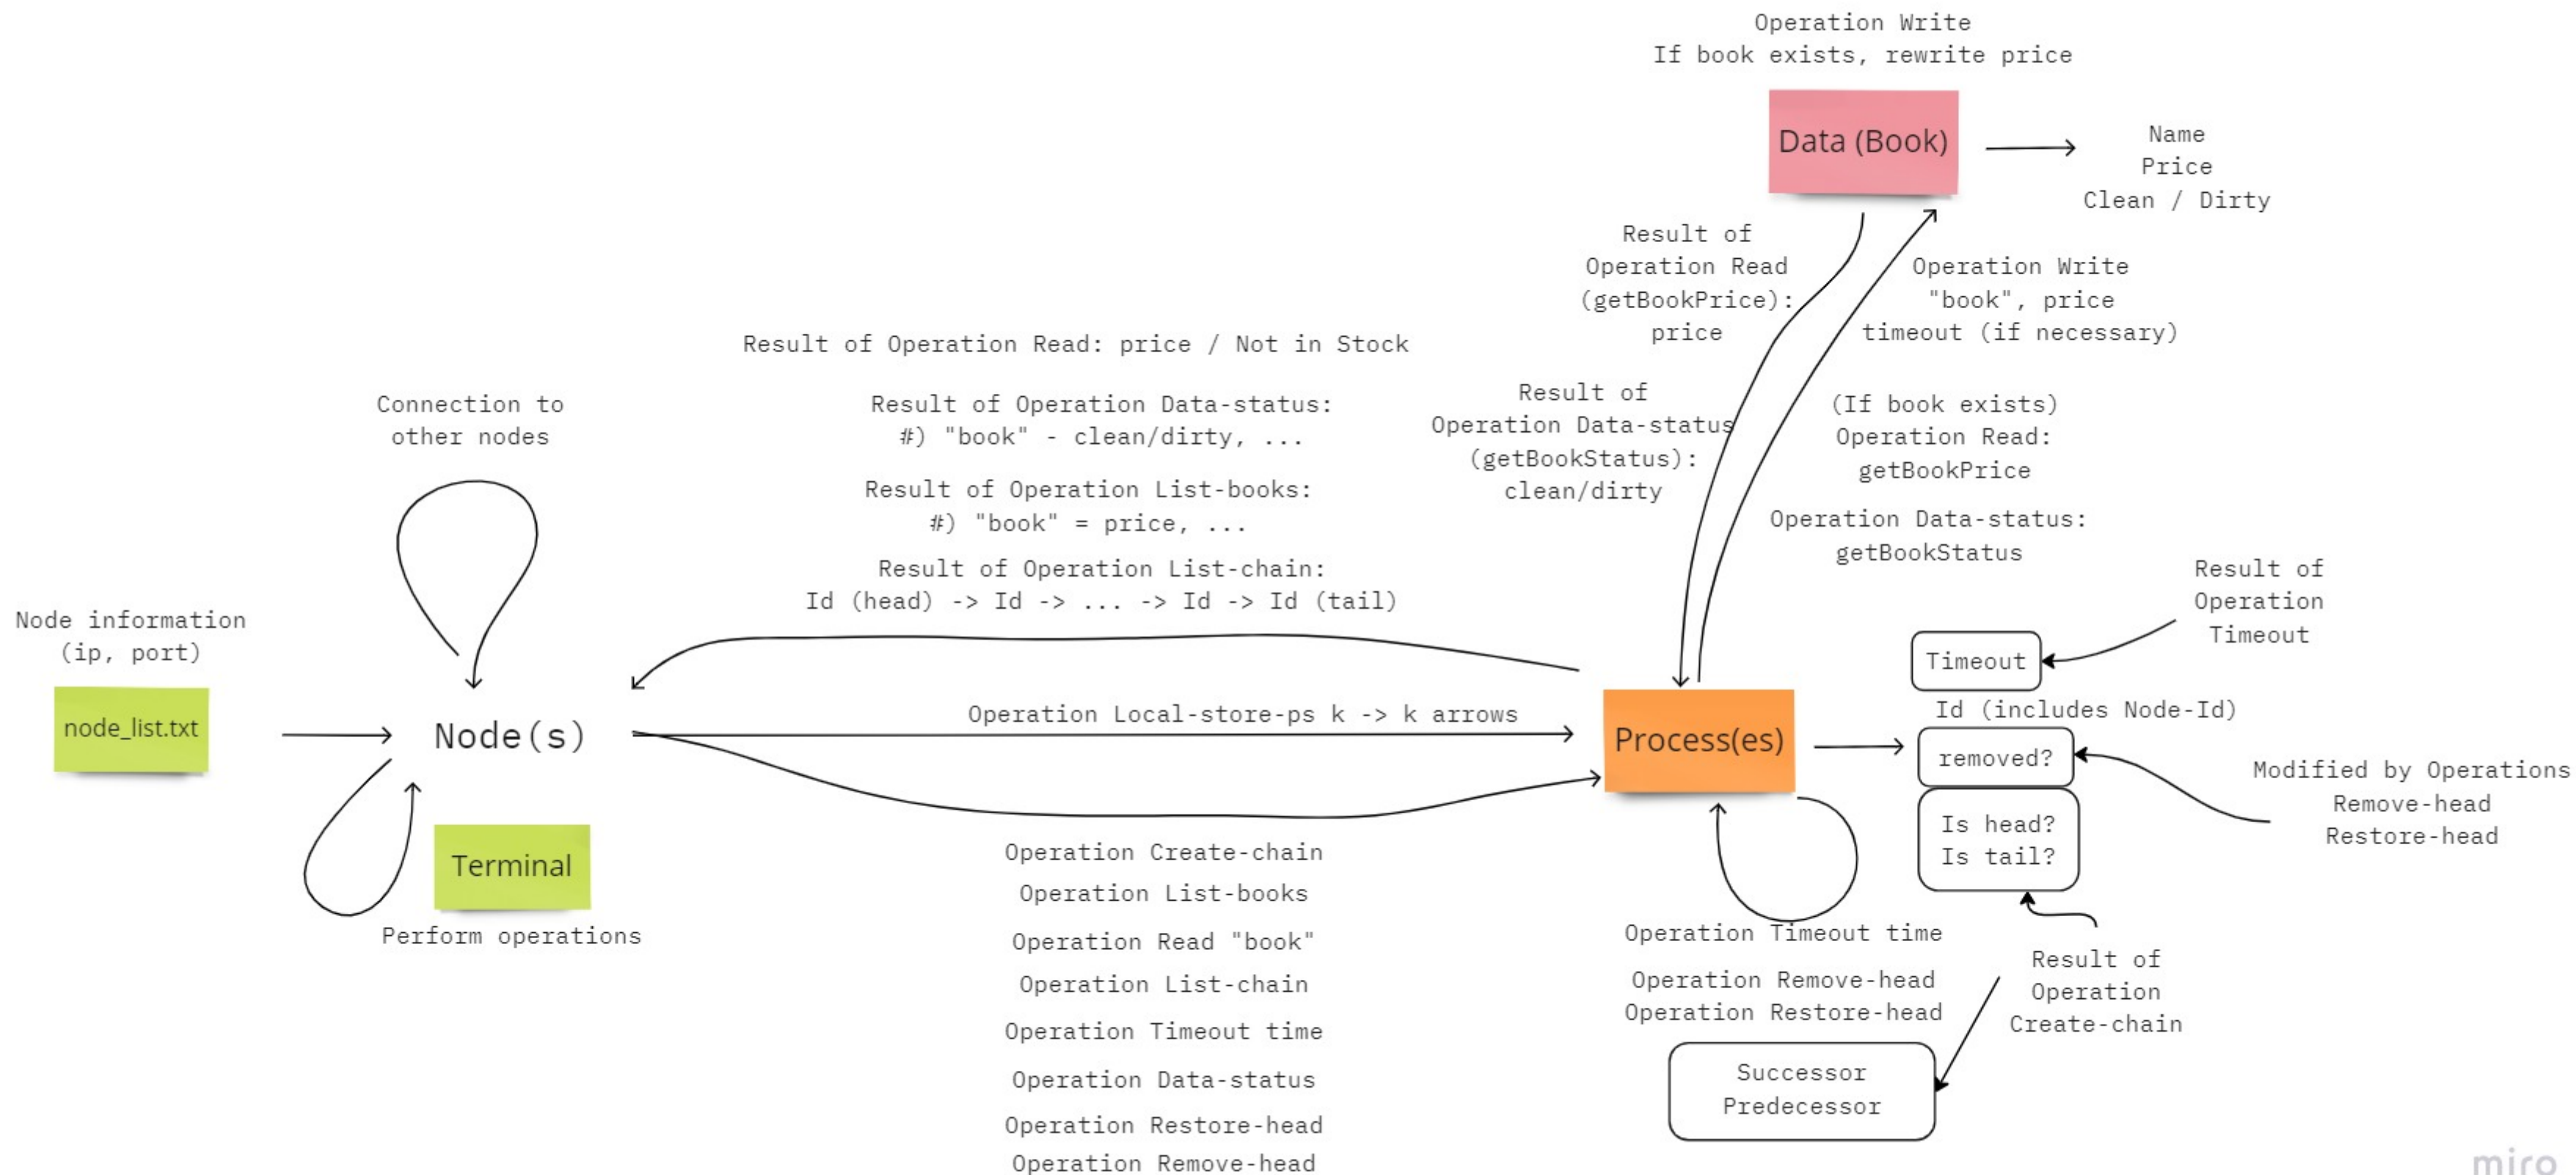 Operation Write
If book exists, rewrite price
Data (Book)
Name
Price
Clean / Dirty
Result of
Operation Read
(getBookPrice):
price
Operation Write
"book", price
timeout (if necessary)
Result of
Operation Data-status
(getBookStatus):
clean/dirty
(If book exists)
Operation Read:
getBookPrice
Operation Data-status:
getBookStatus
Result of Operation Read: price / Not in Stock
Result of Operation Data-status:
#) "book" - clean/dirty, ...
Result of Operation List-books:
#) "book" = price, ...
Result of Operation List-chain:
Id (head) -> Id -> ... -> Id -> Id (tail)
Connection to
other nodes
Node information
(ip, port)
node_list.txt
Node(s)
Terminal
Perform operations
Operation Local-store-ps k -> k arrows
Process(es)
Operation Create-chain
Operation List-books
Operation Read "book"
Operation List-chain
Operation Timeout time
Operation Data-status
Operation Restore-head
Operation Remove-head
Result of
Operation
Timeout
Timeout
Id (includes Node-Id)
removed?
Is head?
Is tail?
Modified by Operations
Remove-head
Restore-head
Operation Timeout time
Operation Remove-head
Operation Restore-head
Result of
Operation
Create-chain
Successor
Predecessor
miro